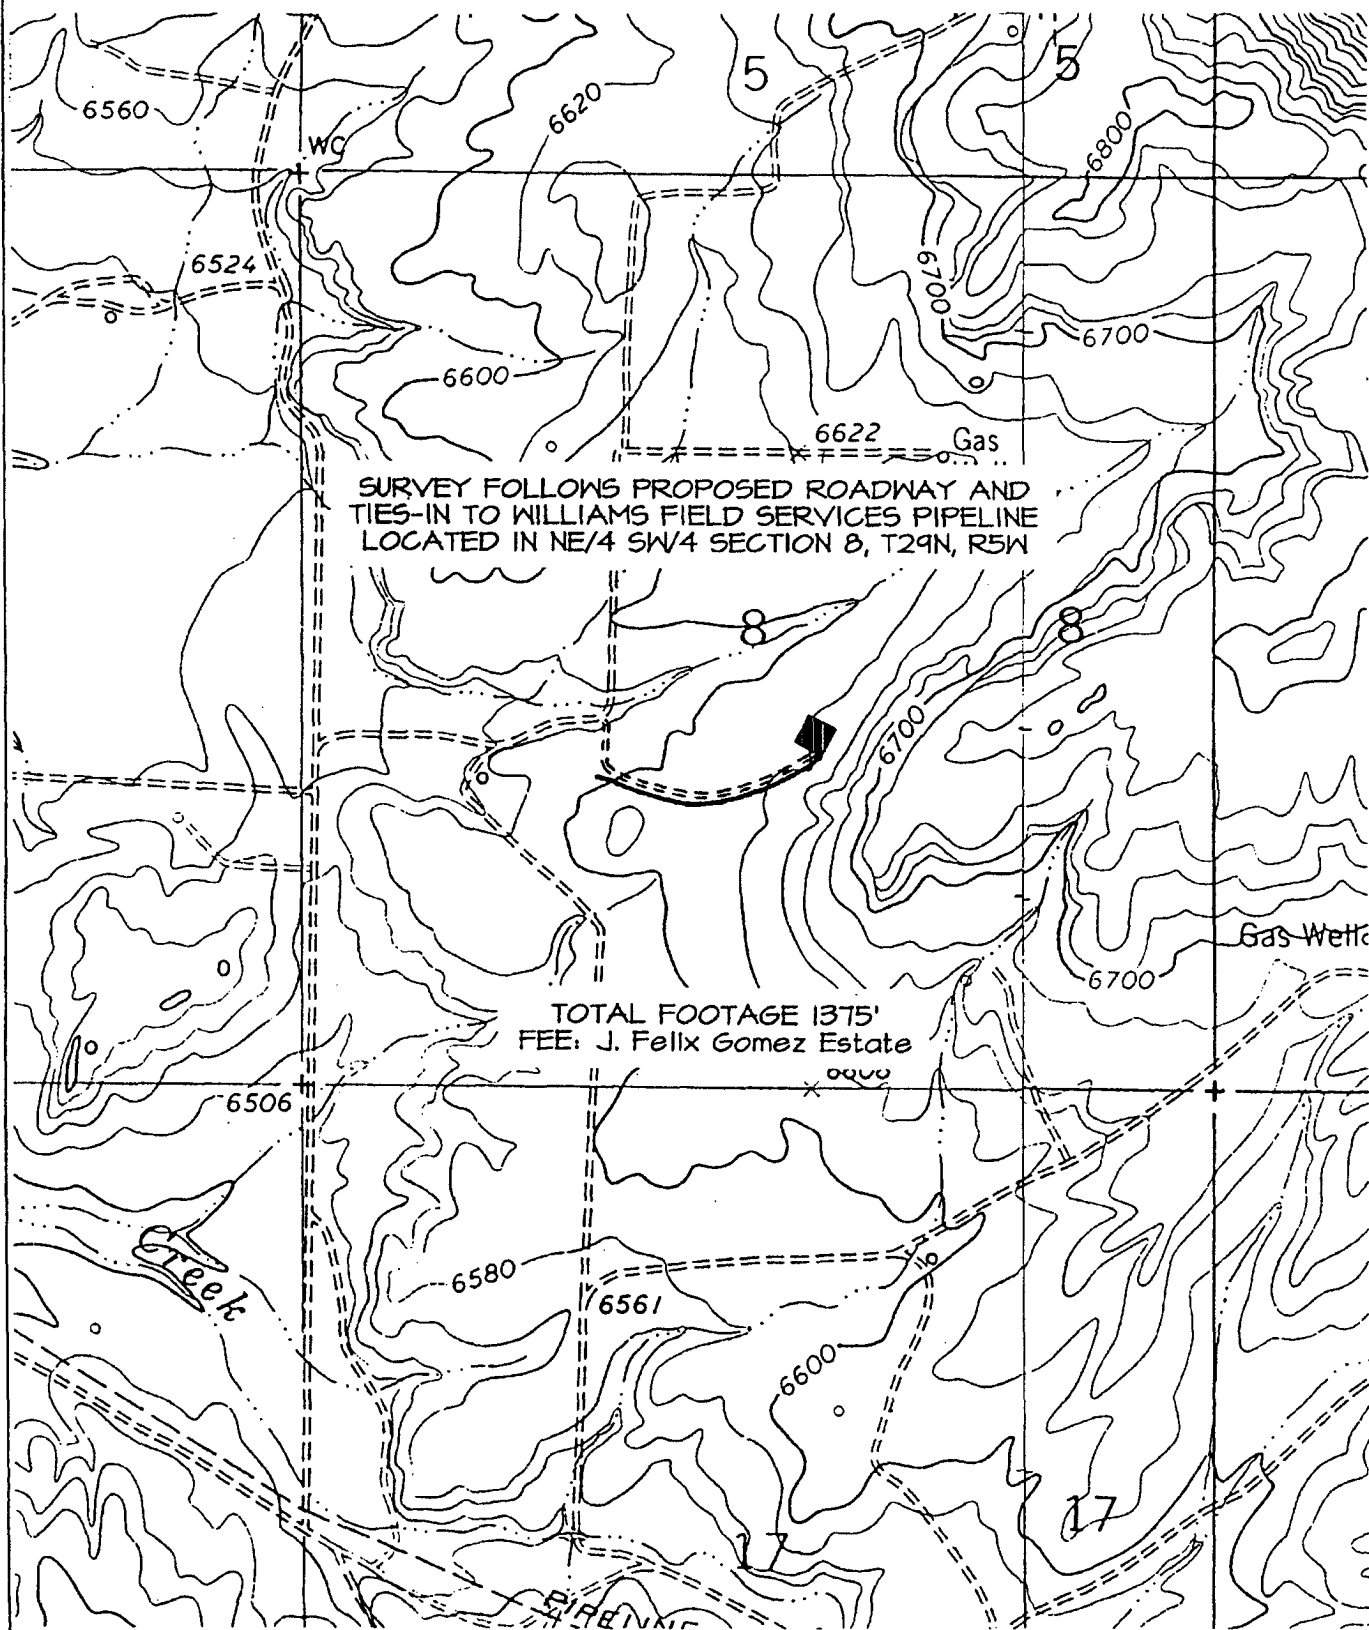 5
5
6560
6620
6800
WC
6524
6700
6700
6600
6622
Gas
SURVEY FOLLOWS PROPOSED ROADWAY AND
TIES-IN TO WILLIAMS FIELD SERVICES PIPELINE
LOCATED IN NE/4 SW/4 SECTION 8, T29N, R5W
8
8
6700
Gas Well
6700
TOTAL FOOTAGE 1375'
FEE: J. Felix Gomez Estate
6506
Creek
6580
6561
6600
17
17